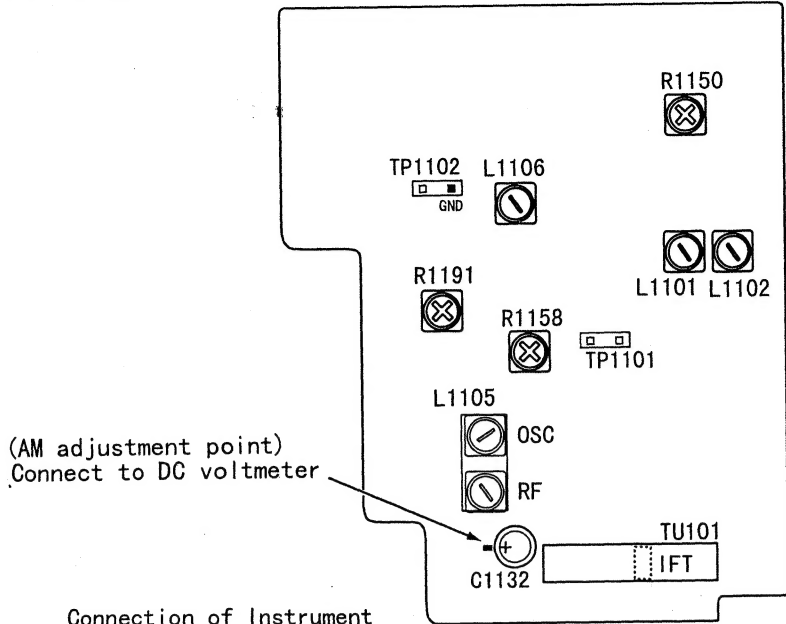 R1150
TP1102 L1106
GND
L1101 L1102
R1191
R1158
TP1101
L1105
OSC
(AM adjustment point)
Connect to DC voltmeter
RF
TU101
IFT
C1132
Connection of Instrument